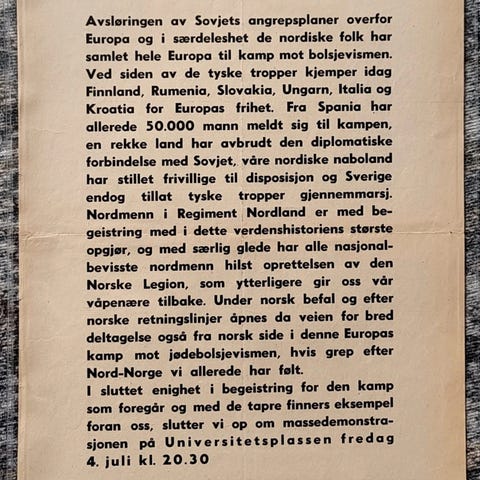 Avsløringen av Sovjets angrepsplaner overfor
Europa og i særdeleshet de nordiske folk har
samlet hele Europa til kamp mot bolsjevismen.
Ved siden av de tyske tropper kjemper idag
Finnland, Rumenia, Slovakia, Ungarn, Italia og
Kroatia for Europas frihet. Fra Spania har
allerede 50.000 mann meldt sig til kampen,
en rekke land har avbrudt den diplomatiske
forbindelse med Sovjet, våre nordiske naboland
har stillet frivillige til disposisjon og Sverige
endog tillat tyske tropper gjennemmarsj.
Nordmenn i Regiment Nordland er med be-
geistring med i dette verdenshistoriens største
opgjør, og med særlig glede har alle nasjonal-
bevisste nordmenn hilst oprettelsen av den
Norske Legion, som ytterligere gir oss vår
våpenære tilbake. Under norsk befal og efter
norske retningslinjer åpnes da veien for bred
deltagelse også fra norsk side i denne Europas
kamp mot jødebolsjevismen, hvis grep efter
Nord-Norge vi allerede har følt.
I sluttet enighet i begeistring for den kamp
som foregår og med de tapre finners eksempel
foran oss, slutter vi op om massedemonstra-
sjonen på Universitetsplassen fredag
4. juli kl. 20.30